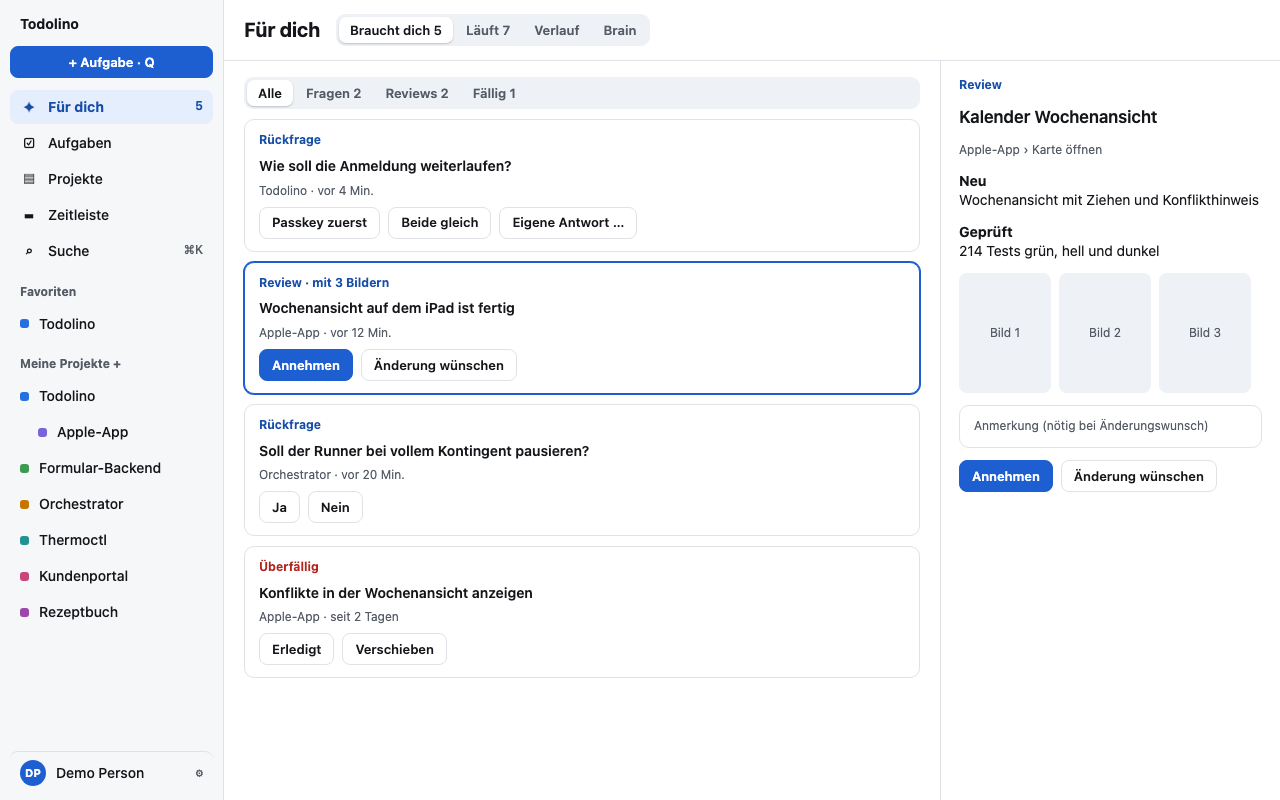 Todolino
+ Aufgabe · Q
Für dich 5
Aufgaben
Projekte
Zeitleiste
Suche ⌘K
Favoriten
Todolino
Meine Projekte +
Todolino
Apple-App
Formular-Backend
Orchestrator
Thermoctl
Kundenportal
Rezeptbuch
DP Demo Person
Für dich
Braucht dich 5 Läuft 7 Verlauf Brain
Alle Fragen 2 Reviews 2 Fällig 1
Rückfrage
Wie soll die Anmeldung weiterlaufen?
Todolino · vor 4 Min.
Passkey zuerst Beide gleich Eigene Antwort ...
Review · mit 3 Bildern
Wochenansicht auf dem iPad ist fertig
Apple-App · vor 12 Min.
Annehmen Änderung wünschen
Rückfrage
Soll der Runner bei vollem Kontingent pausieren?
Orchestrator · vor 20 Min.
Ja Nein
Überfällig
Konflikte in der Wochenansicht anzeigen
Apple-App · seit 2 Tagen
Erledigt Verschieben
Review
Kalender Wochenansicht
Apple-App › Karte öffnen
Neu
Wochenansicht mit Ziehen und Konflikthinweis
Geprüft
214 Tests grün, hell und dunkel
Bild 1 Bild 2 Bild 3
Anmerkung (nötig bei Änderungswunsch)
Annehmen Änderung wünschen